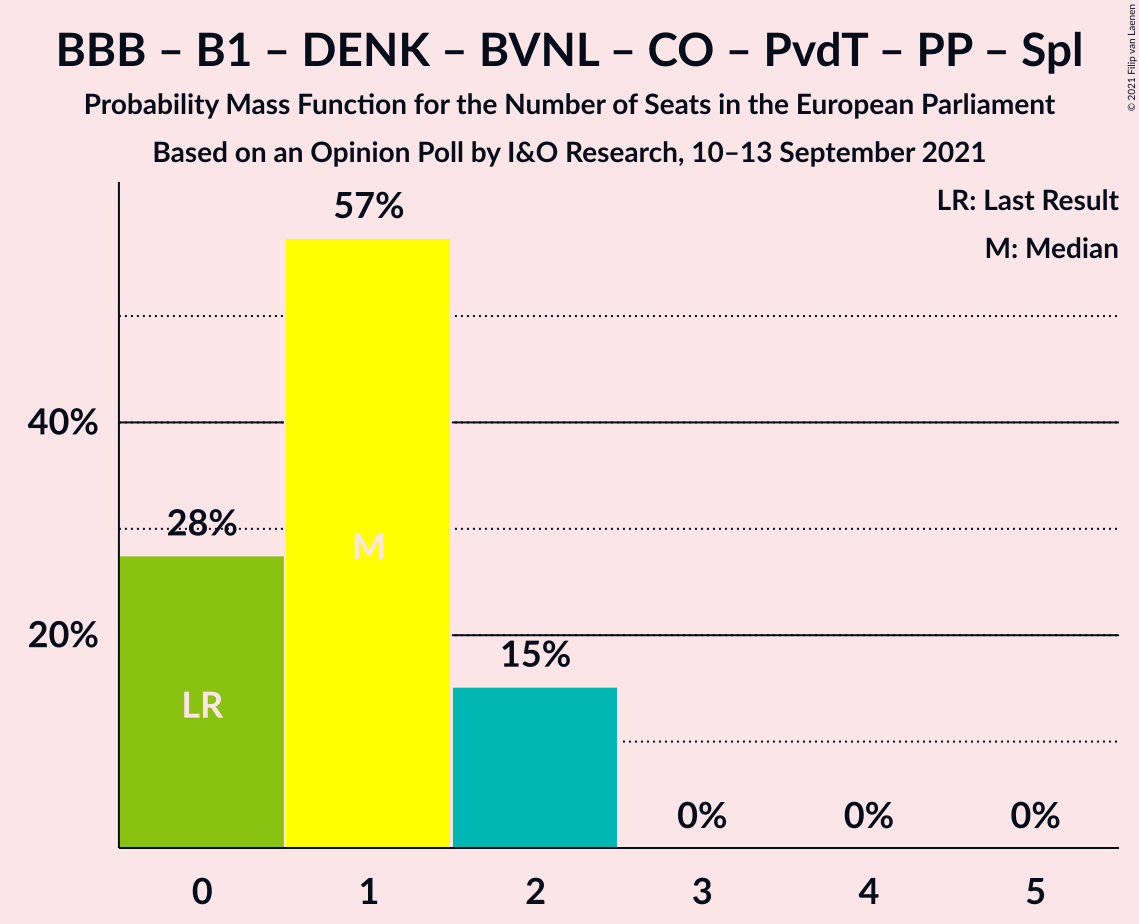 BBB – B1 – DENK – BVNL – CO – PvdT – PP – Spl
Probability Mass Function for the Number of Seats in the European Parliament
Based on an Opinion Poll by I&O Research, 10–13 September 2021
© 2021 Filip van Laenen
LR: Last Result
M: Median
57%
40%
28%
M
20%
15%
LR
0% 0% 0%
0 1 2 3 4 5